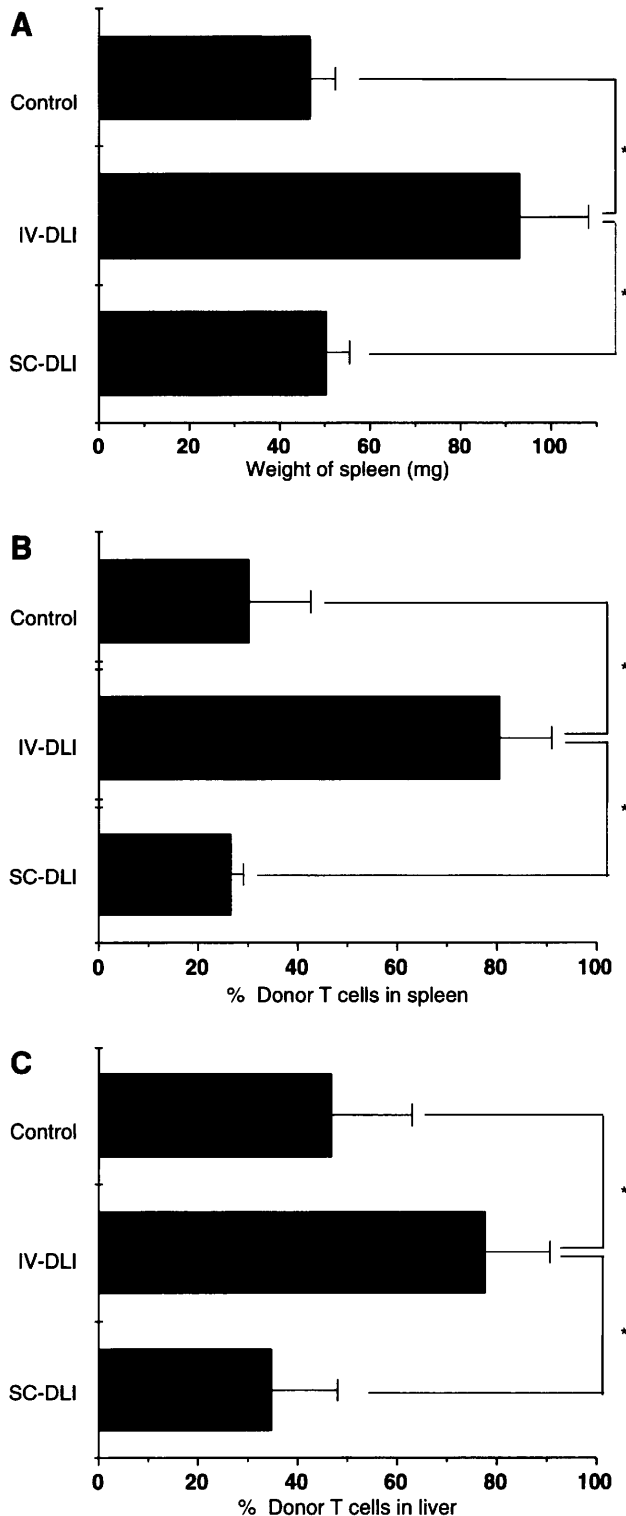 A
Control
*
IV-DLI
*
SC-DLI
0 20 40 60 80 100
Weight of spleen (mg)
B
Control
*
IV-DLI
*
SC-DLI
0 20 40 60 80 100
% Donor T cells in spleen
C
Control
*
IV-DLI
*
SC-DLI
0 20 40 60 80 100
% Donor T cells in liver